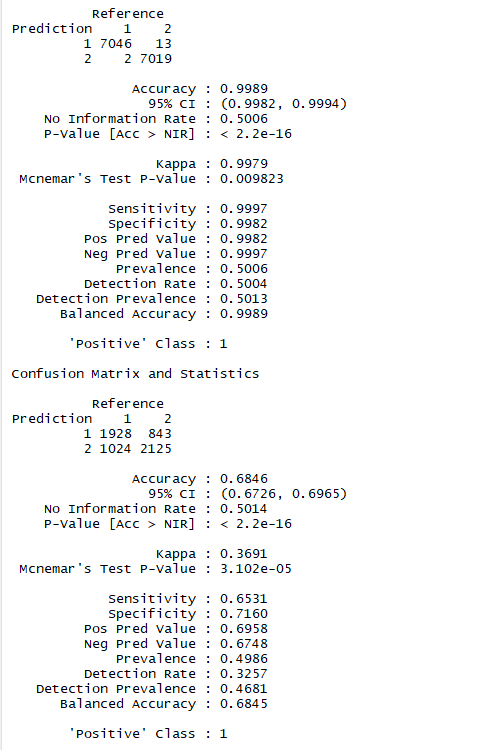 Reference
Prediction 1 2
1 7046 13
2 2 7019
Accuracy : 0.9989
95% CI : (0.9982, 0.9994)
No Information Rate : 0.5006
P-Value [Acc > NIR] : < 2.2e-16
Kappa : 0.9979
Mcnemar's Test P-Value : 0.009823
Sensitivity : 0.9997
Specificity : 0.9982
Pos Pred Value : 0.9982
Neg Pred Value : 0.9997
Prevalence : 0.5006
Detection Rate : 0.5004
Detection Prevalence : 0.5013
Balanced Accuracy : 0.9989
'Positive' Class : 1
Confusion Matrix and Statistics
Reference
Prediction 1 2
1 1928 843
2 1024 2125
Accuracy : 0.6846
95% CI : (0.6726, 0.6965)
No Information Rate : 0.5014
P-Value [Acc > NIR] : < 2.2e-16
Kappa : 0.3691
Mcnemar's Test P-Value : 3.102e-05
Sensitivity : 0.6531
Specificity : 0.7160
Pos Pred Value : 0.6958
Neg Pred Value : 0.6748
Prevalence : 0.4986
Detection Rate : 0.3257
Detection Prevalence : 0.4681
Balanced Accuracy : 0.6845
'Positive' Class : 1